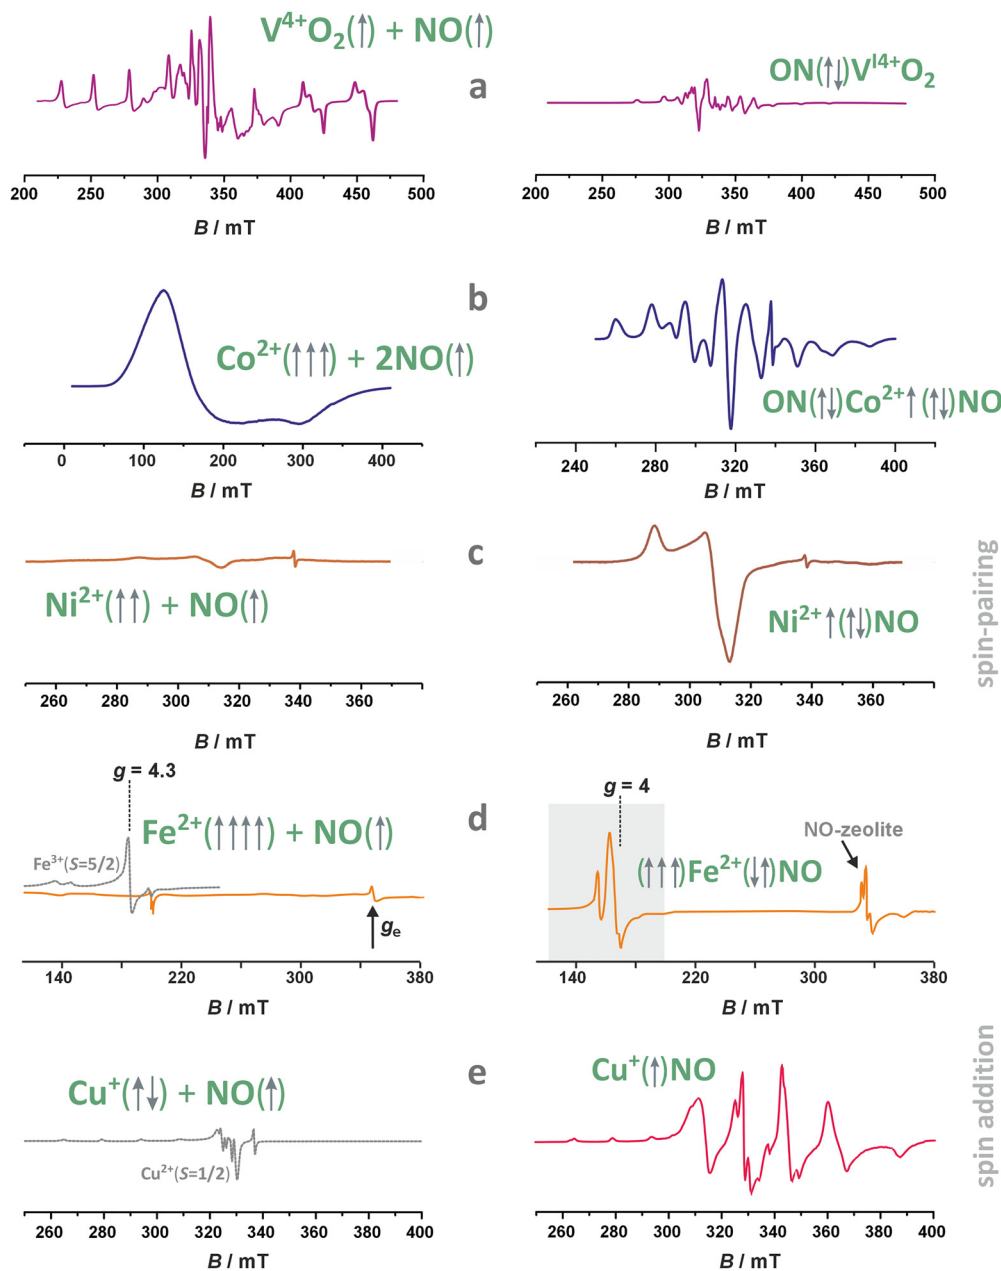 V⁴⁺O₂(↑) + NO(↑)
ON(↑↓)Vᴵ⁴⁺O₂
a
200 250 300 350 400 450 500
B / mT
200 250 300 350 400 450 500
B / mT
b
Co²⁺(↑↑↑) + 2NO(↑)
ON(↑↓)Co²⁺↑(↑↓)NO
0 100 200 300 400
B / mT
240 280 320 360 400
B / mT
c
Ni²⁺(↑↑) + NO(↑)
Ni²⁺↑(↑↓)NO
spin-pairing
260 280 300 320 340 360
B / mT
260 280 300 320 340 360
B / mT
g = 4.3
g = 4
d
Fe²⁺(↑↑↑↑) + NO(↑)
Fe³⁺(S=5/2)
gₑ
NO-zeolite
(↑↑↑)Fe²⁺(↓↑)NO
140 220 300 380
B / mT
140 220 300 380
B / mT
e
Cu⁺(↑↓) + NO(↑)
Cu⁺(↑)NO
Cu²⁺(S=1/2)
spin addition
260 280 300 320 340 360 380 400
B / mT
260 280 300 320 340 360 380 400
B / mT